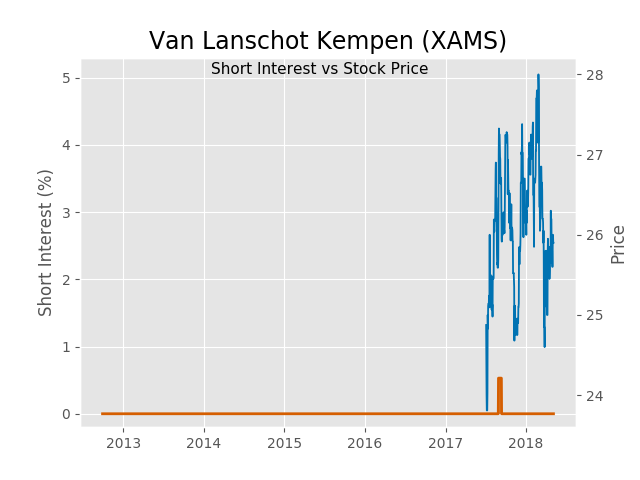 Van Lanschot Kempen (XAMS)
Short Interest vs Stock Price
Short Interest (%)
5
4
3
2
1
0
28
27
26
25
24
Price
2013 2014 2015 2016 2017 2018